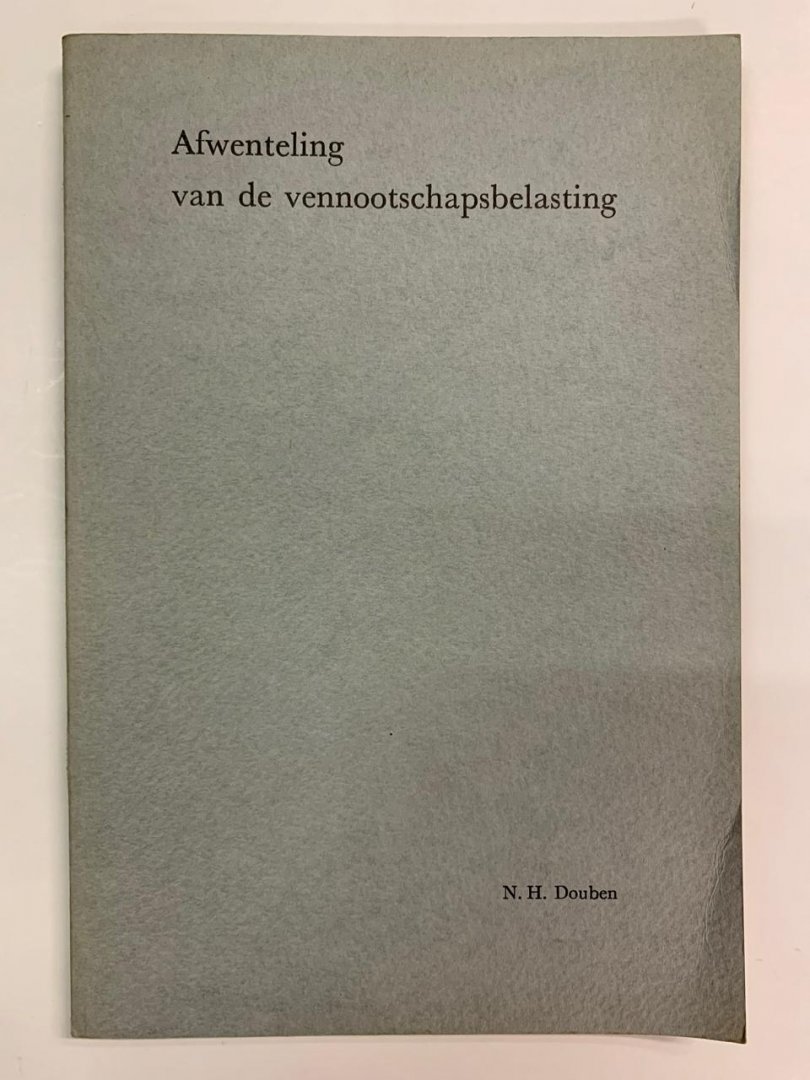 Afwenteling
van de vennootschapsbelasting
N. H. Douben